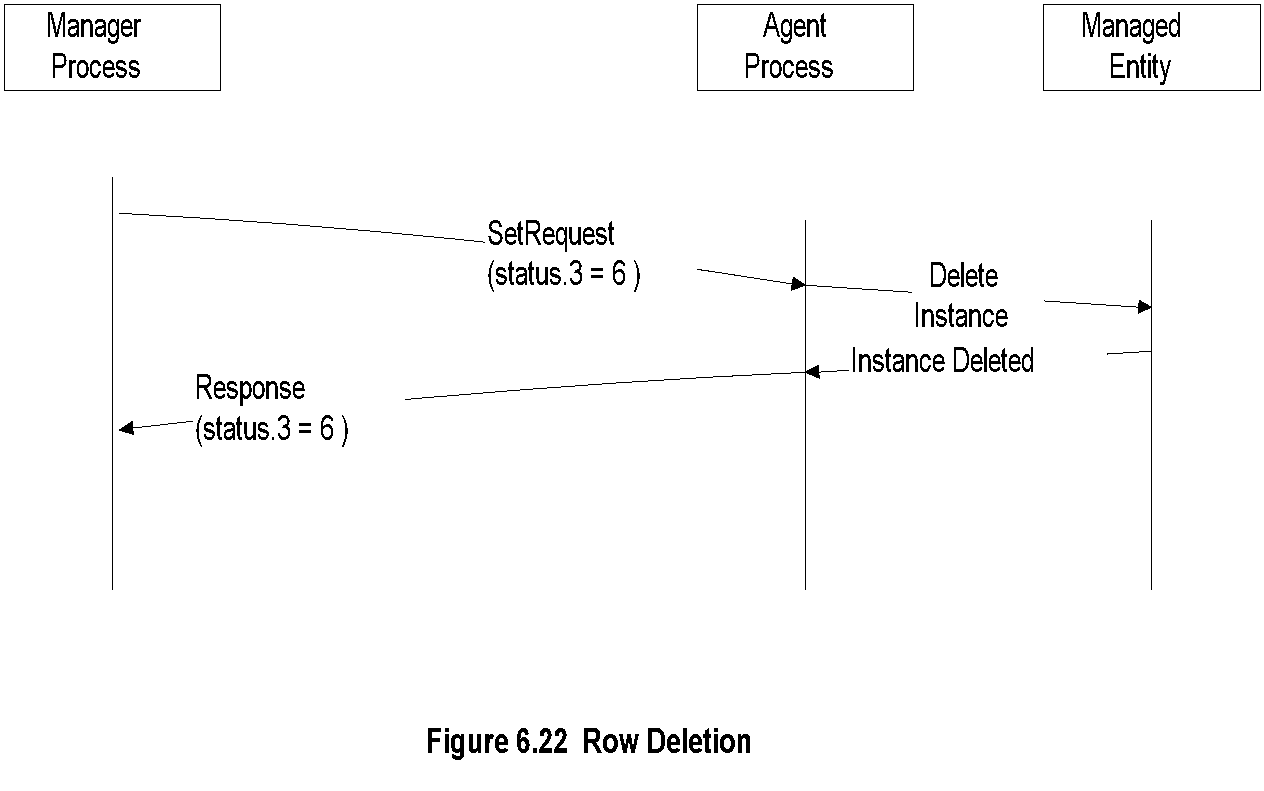 Manager
Process
Agent
Process
Managed
Entity
SetRequest
(status.3 = 6 )
Delete
Instance
Instance Deleted
Response
(status.3 = 6 )
Figure 6.22  Row Deletion